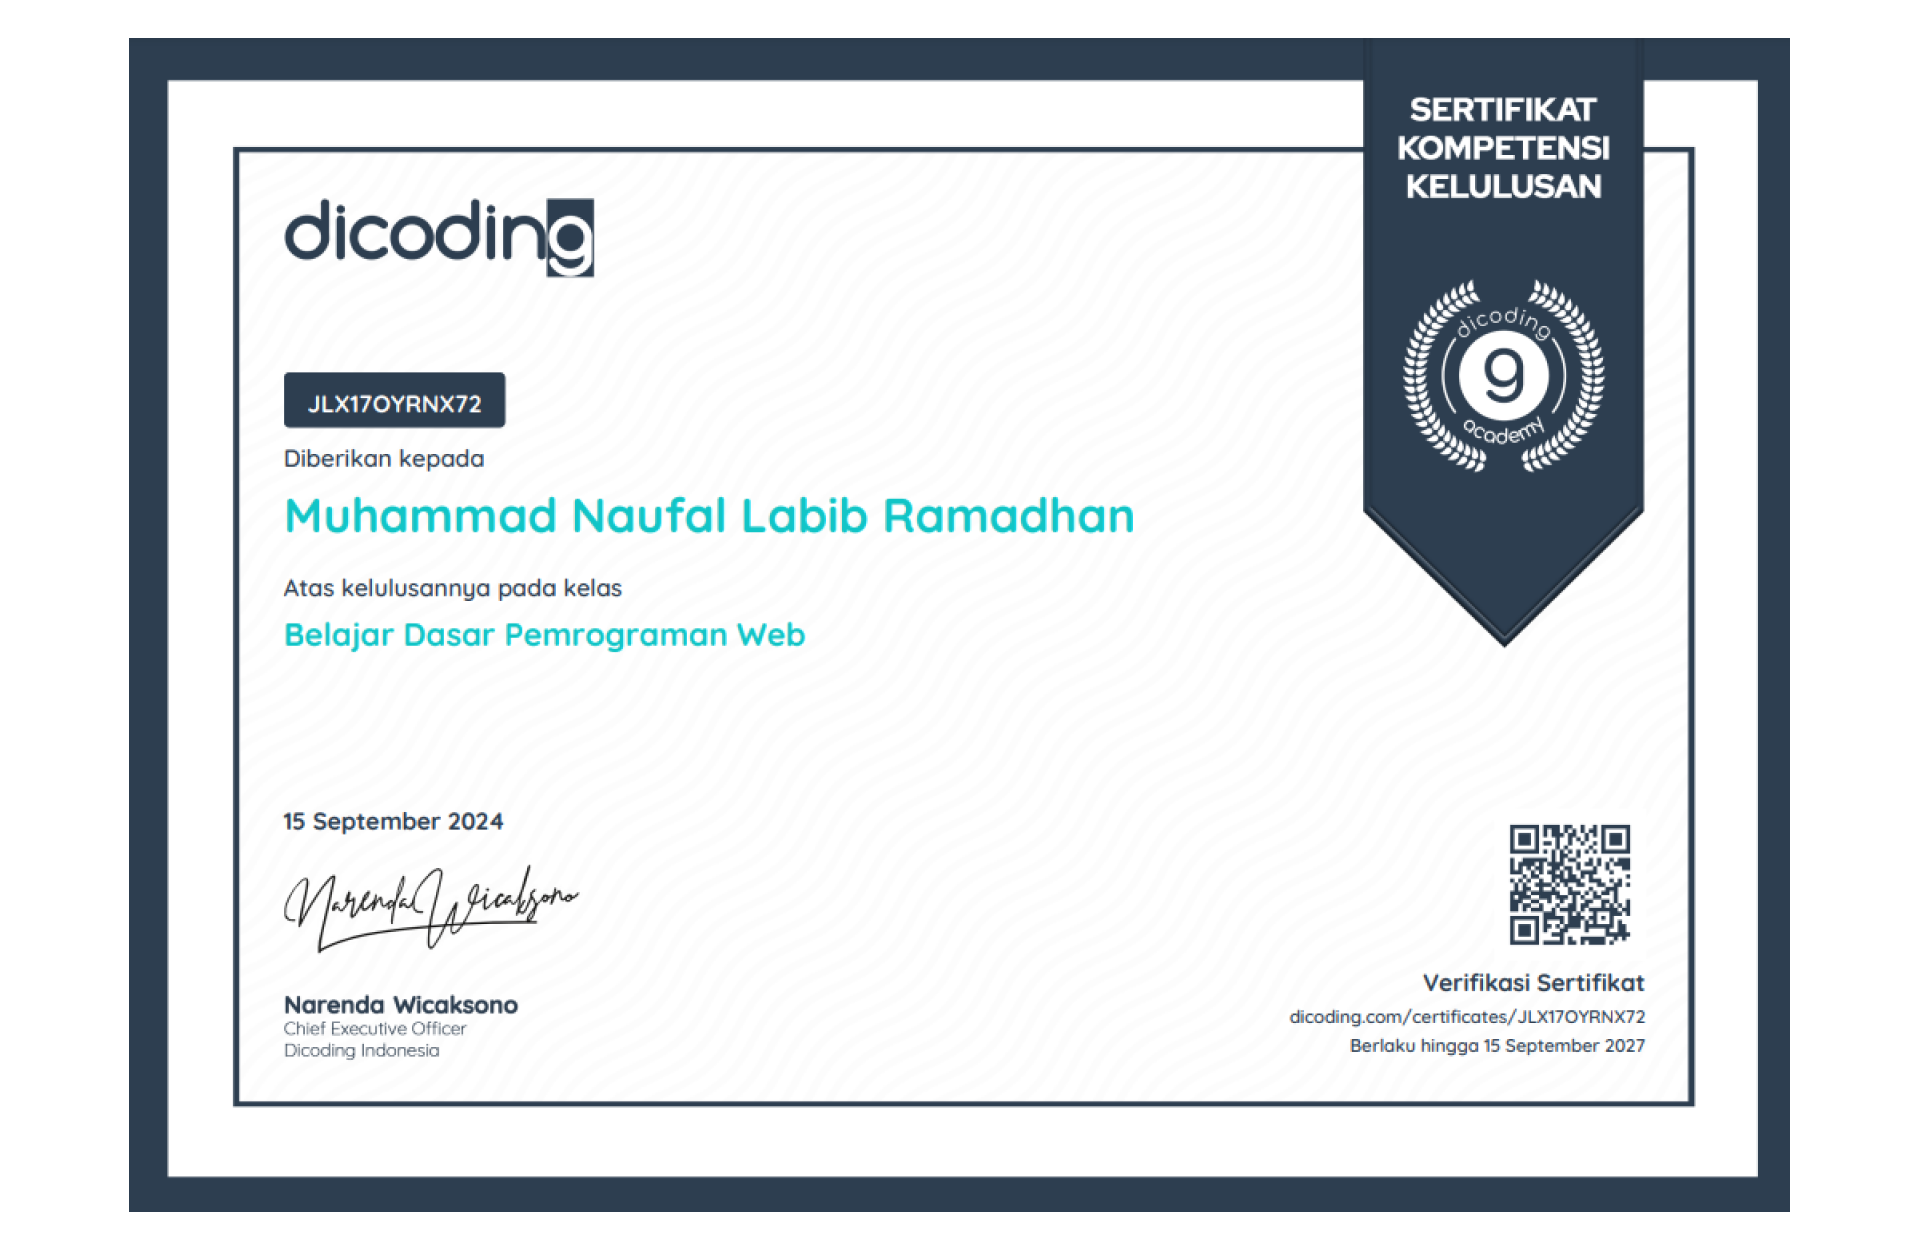 SERTIFIKAT
KOMPETENSI
KELULUSAN
dicoding
dicoding
g
academy
JLX17OYRNX72
Diberikan kepada
Muhammad Naufal Labib Ramadhan
Atas kelulusannya pada kelas
Belajar Dasar Pemrograman Web
15 September 2024
Narenda Wicaksono
Narenda Wicaksono
Chief Executive Officer
Dicoding Indonesia
Verifikasi Sertifikat
dicoding.com/certificates/JLX17OYRNX72
Berlaku hingga 15 September 2027